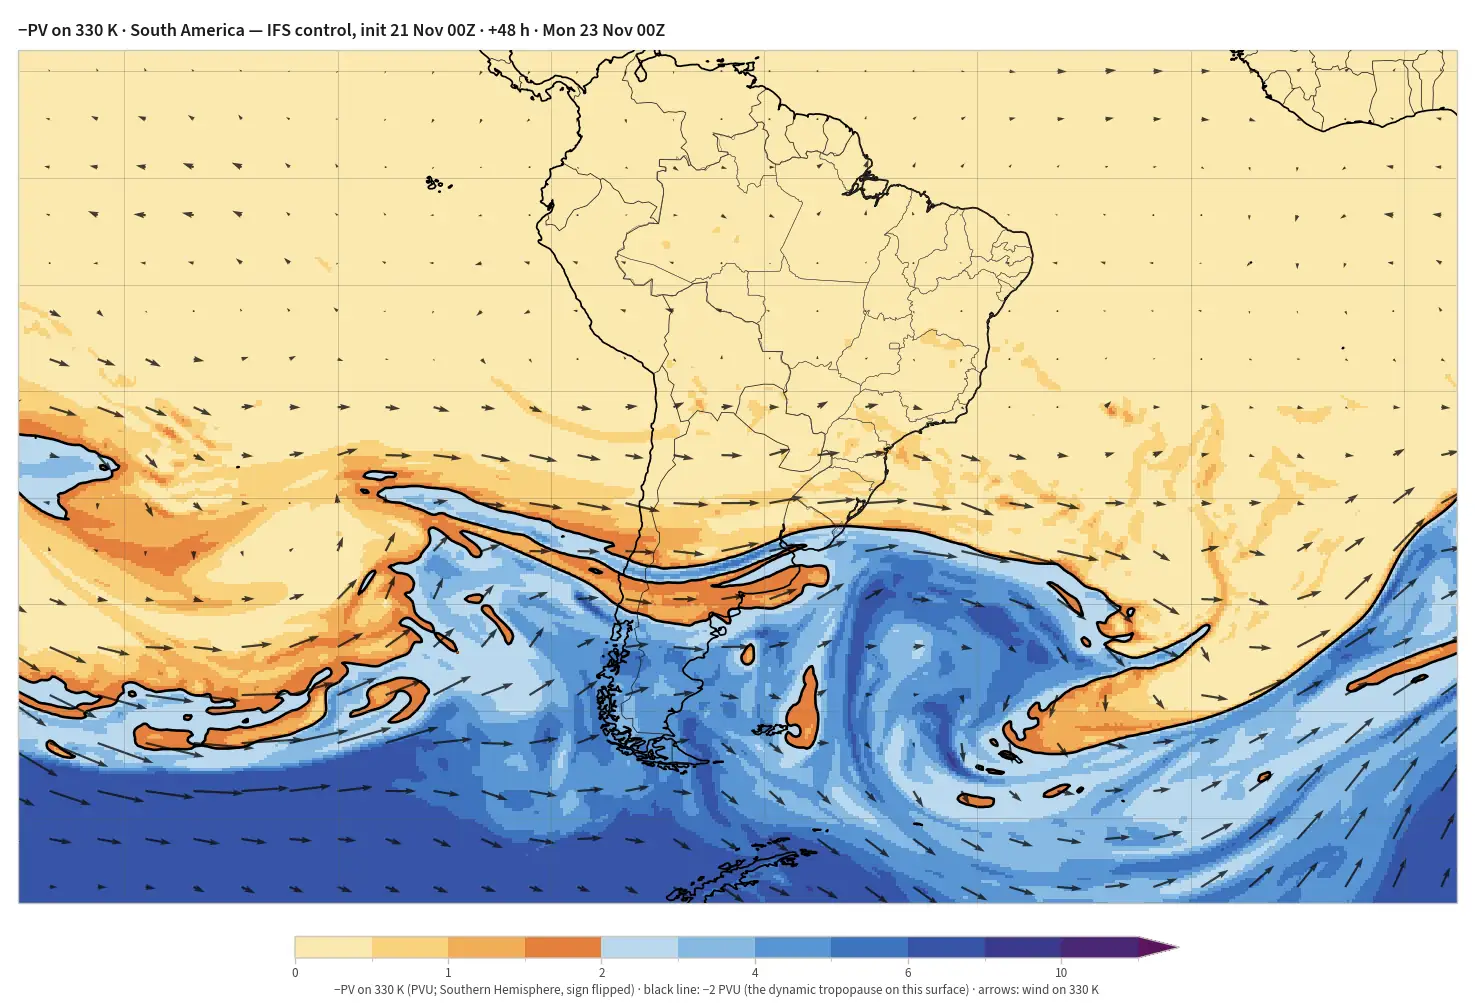 −PV on 330 K · South America — IFS control, init 21 Nov 00Z · +48 h · Mon 23 Nov 00Z
0 1 2 4 6 10
−PV on 330 K (PVU; Southern Hemisphere, sign flipped) · black line: −2 PVU (the dynamic tropopause on this surface) · arrows: wind on 330 K